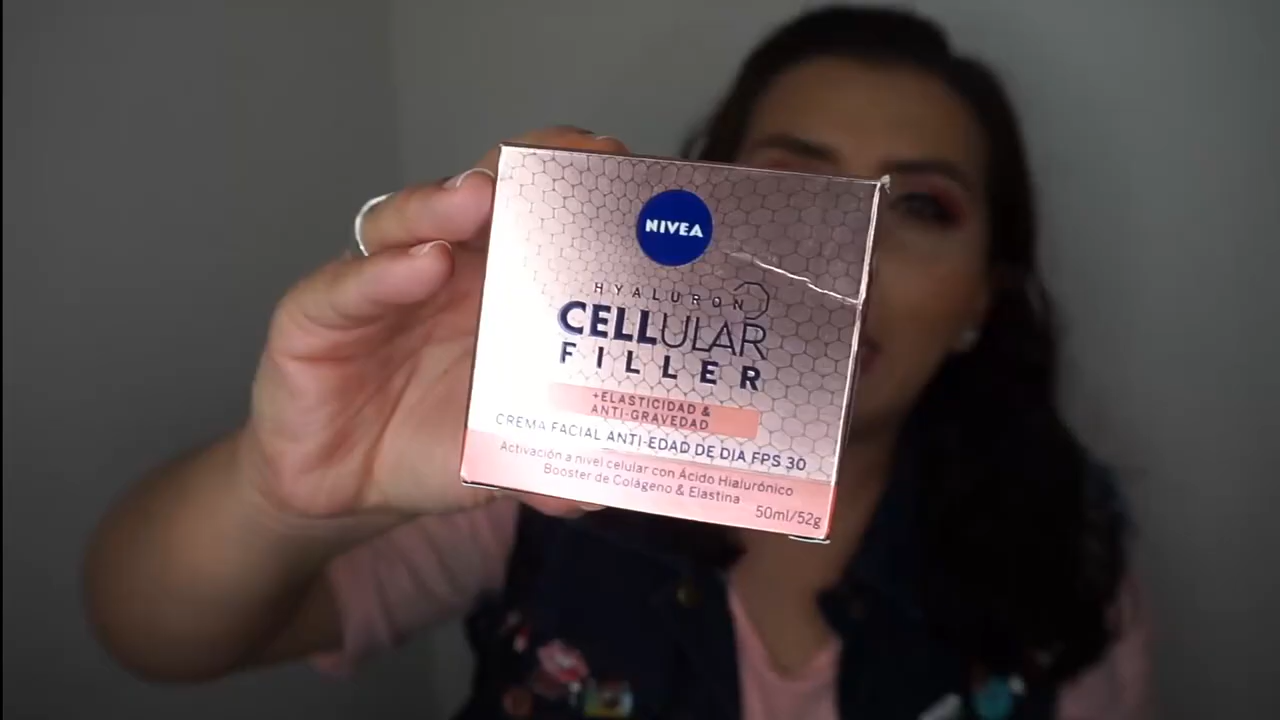 NIVEA
HYALURON
CELLULAR
FILLER
+ELASTICIDAD &
ANTI-GRAVEDAD
CREMA FACIAL ANTI-EDAD DE DIA FPS 30
Activación a nivel celular con Ácido Hialurónico
Booster de Colágeno & Elastina
50ml/52g